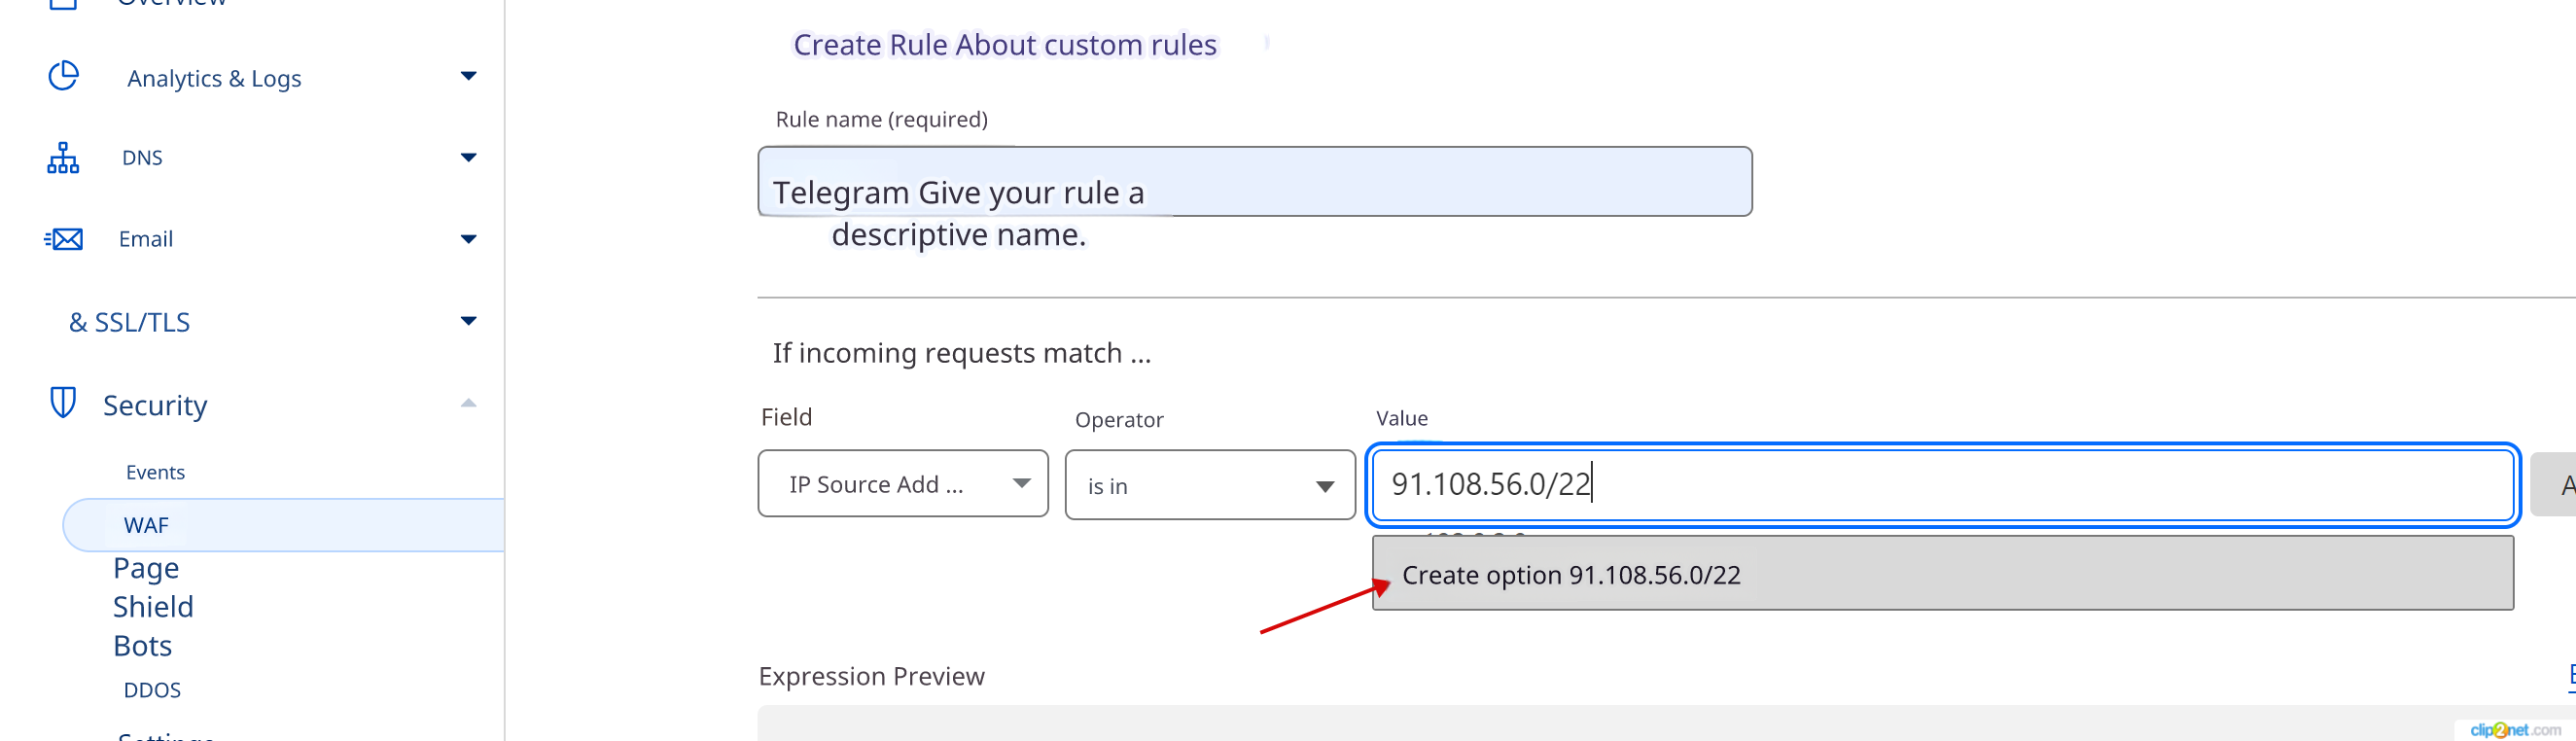 Overview
Analytics & Logs
DNS
Email
& SSL/TLS
Security
Events
WAF
Page
Shield
Bots
DDOS
Settings
Create Rule About custom rules
Rule name (required)
Telegram Give your rule a
descriptive name.
If incoming requests match ...
Field
Operator
Value
IP Source Add ...
is in
91.108.56.0/22
Create option 91.108.56.0/22
Expression Preview
clip2net.com